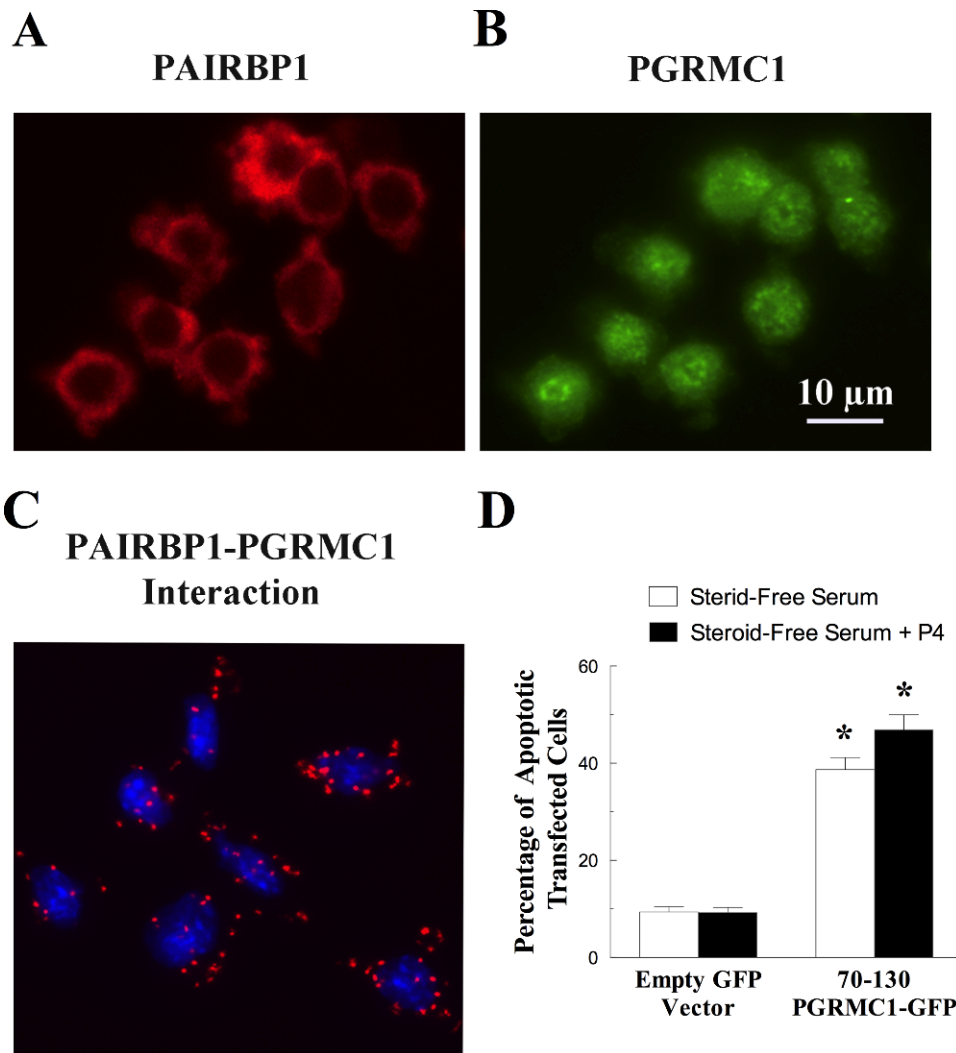 A
PAIRBP1
B
PGRMC1
10 µm
C
PAIRBP1-PGRMC1
Interaction
D
Sterid-Free Serum
Steroid-Free Serum + P4
Percentage of Apoptotic
Transfected Cells
60
40
20
0
*
*
Empty GFP
Vector
70-130
PGRMC1-GFP